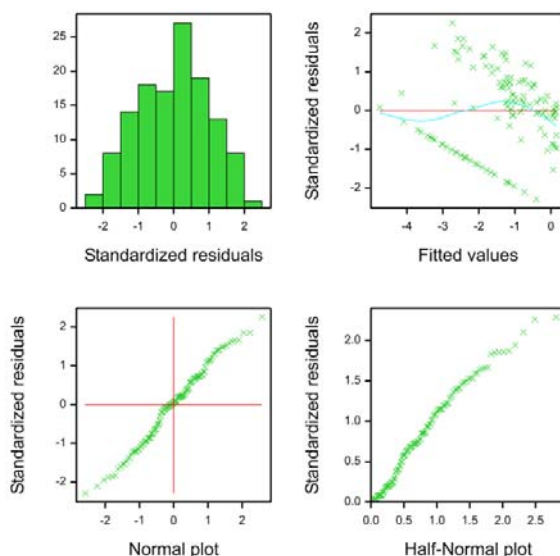 Standardized residuals
25
20
15
10
5
0
-2 -1 0 1 2
Standardized residuals
Standardized residuals
2
1
0
-1
-2
-4 -3 -2 -1 0
Fitted values
Standardized residuals
2
1
0
-1
-2
-2 -1 0 1 2
Normal plot
Standardized residuals
2.0
1.5
1.0
0.5
0.0
0.0 0.5 1.0 1.5 2.0 2.5
Half-Normal plot